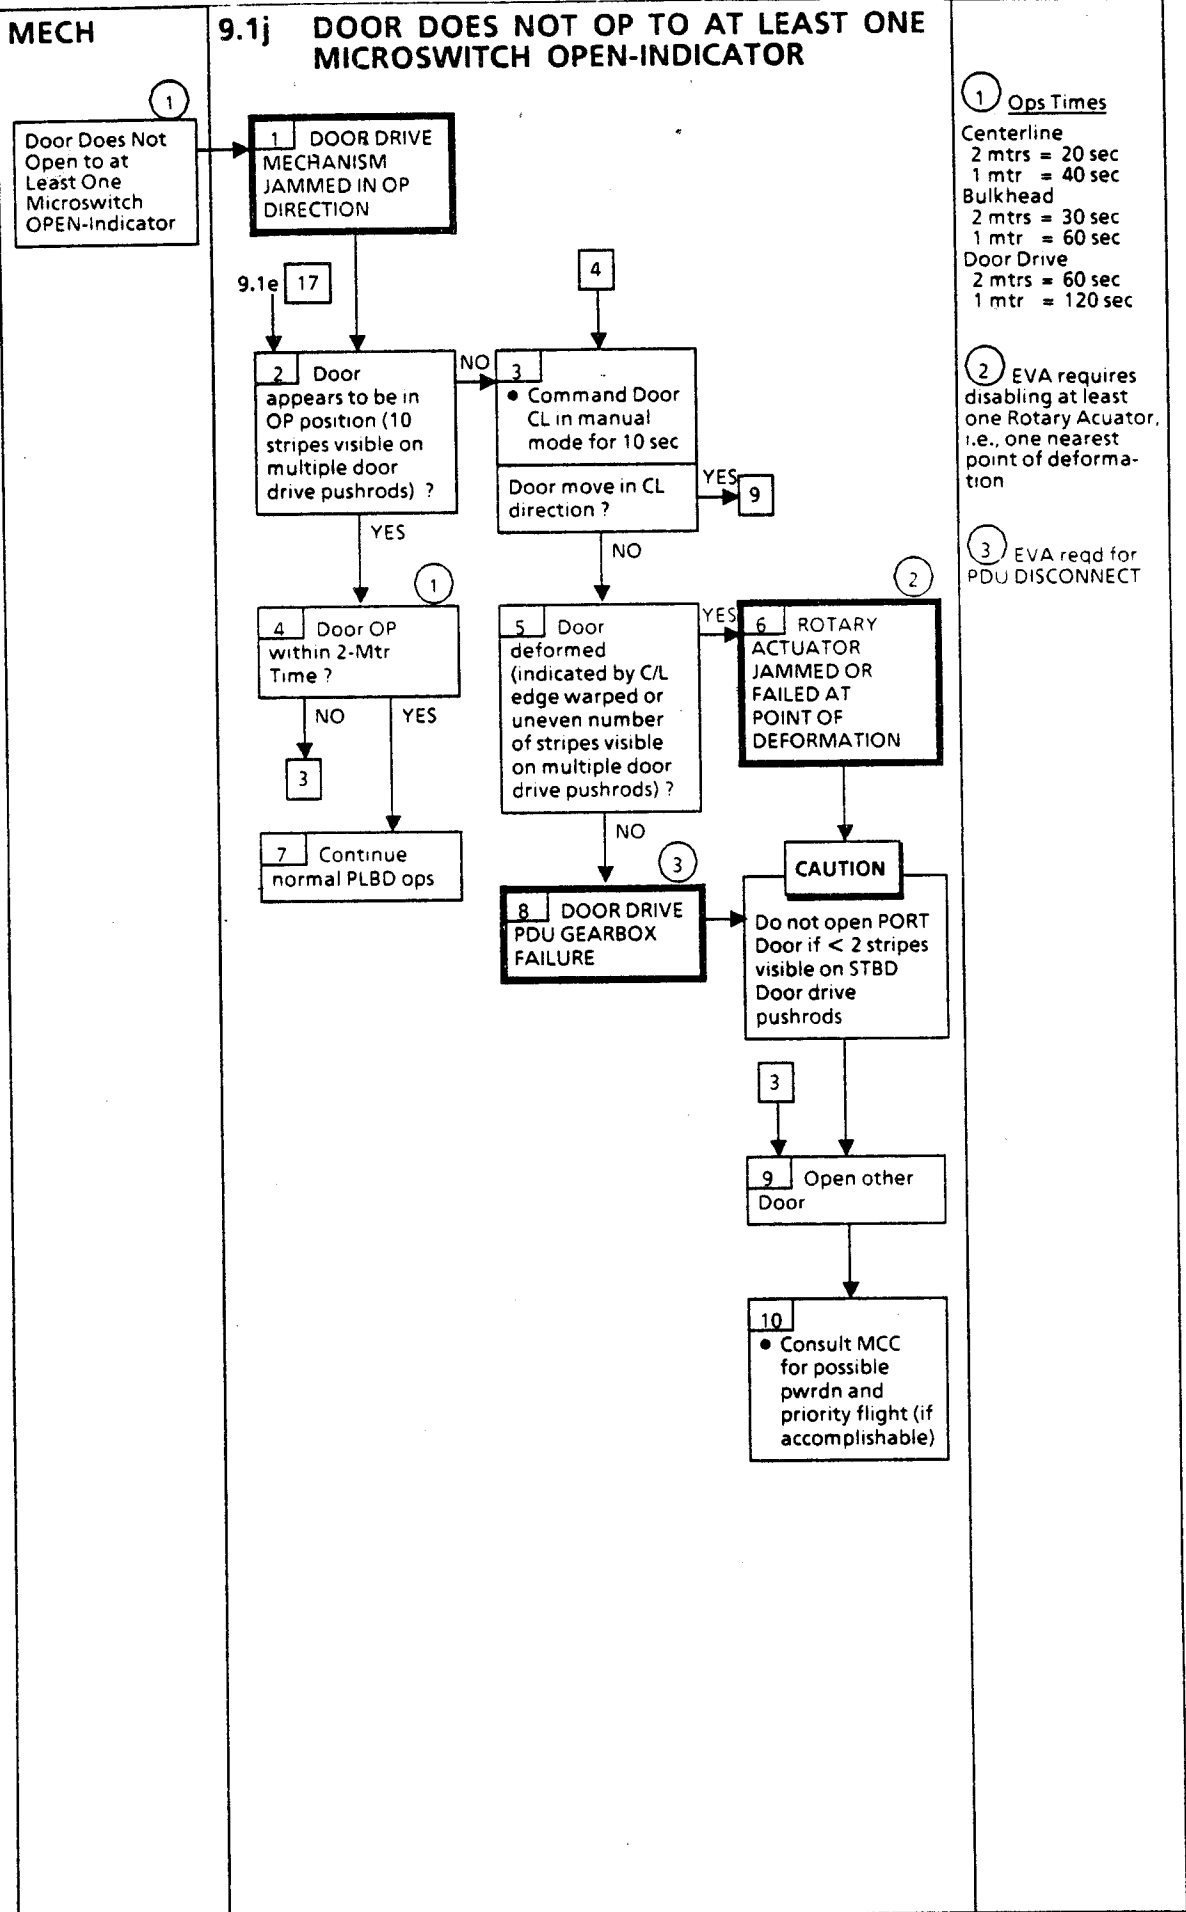 MECH
9.1j DOOR DOES NOT OP TO AT LEAST ONE
MICROSWITCH OPEN-INDICATOR
1
Door Does Not
Open to at
Least One
Microswitch
OPEN-Indicator
1 DOOR DRIVE
MECHANISM
JAMMED IN OP
DIRECTION
9.1e 17
4
2 Door
appears to be in
OP position (10
stripes visible on
multiple door
drive pushrods) ?
NO
YES
3
• Command Door
CL in manual
mode for 10 sec
Door move in CL
direction ?
YES
9
NO
1
4 Door OP
within 2-Mtr
Time ?
NO YES
3
7 Continue
normal PLBD ops
5 Door
deformed
(indicated by C/L
edge warped or
uneven number
of stripes visible
on multiple door
drive pushrods) ?
YES
NO
2
6 ROTARY
ACTUATOR
JAMMED OR
FAILED AT
POINT OF
DEFORMATION
3
8 DOOR DRIVE
PDU GEARBOX
FAILURE
CAUTION
Do not open PORT
Door if < 2 stripes
visible on STBD
Door drive
pushrods
3
9 Open other
Door
10
• Consult MCC
for possible
pwrdn and
priority flight (if
accomplishable)
1 Ops Times
Centerline
2 mtrs = 20 sec
1 mtr = 40 sec
Bulkhead
2 mtrs = 30 sec
1 mtr = 60 sec
Door Drive
2 mtrs = 60 sec
1 mtr = 120 sec
2 EVA requires
disabling at least
one Rotary Acuator,
i.e., one nearest
point of deforma-
tion
3 EVA reqd for
PDU DISCONNECT